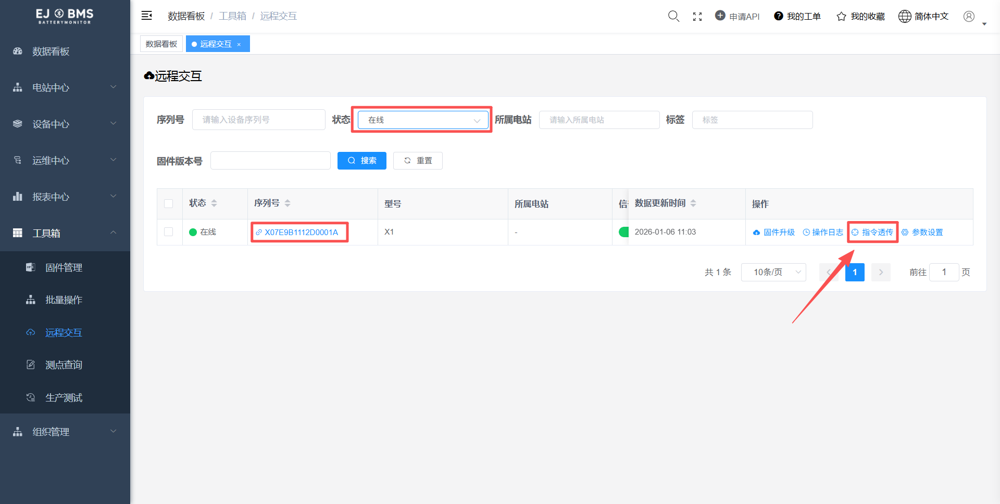 EJ BMS
BATTERYMONITOR
数据看板
电站中心
设备中心
运维中心
报表中心
工具箱
固件管理
批量操作
远程交互
测点查询
生产测试
组织管理
数据看板 / 工具箱 / 远程交互
申请API 我的工单 我的收藏 简体中文
数据看板 远程交互 ×
远程交互
序列号 请输入设备序列号 状态 在线 所属电站 请输入所属电站 标签 标签
固件版本号 搜索 重置
状态 序列号 型号 所属电站 信 数据更新时间 操作
在线 X07E9B1112D0001A X1 - 2026-01-06 11:03 固件升级 操作日志 指令透传 参数设置
共 1 条 10条/页 1 前往 1 页